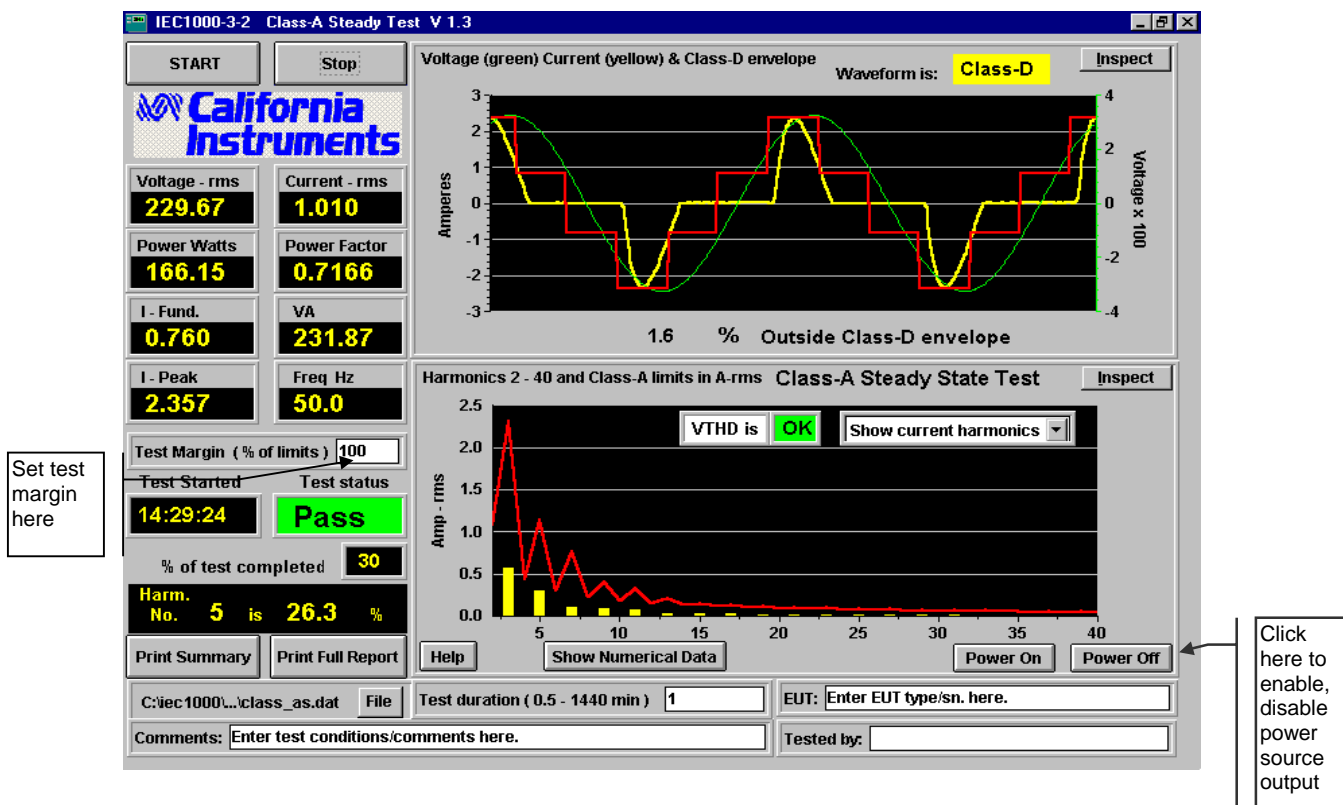 IEC1000-3-2 Class-A Steady Test V 1.3
START
Stop
California
Instruments
Voltage - rms
229.67
Current - rms
1.010
Power Watts
166.15
Power Factor
0.7166
I - Fund.
0.760
VA
231.87
I - Peak
2.357
Freq Hz
50.0
Test Margin ( % of limits ) 100
Test Started
14:29:24
Test status
Pass
% of test completed 30
Harm.
No. 5 is 26.3 %
Print Summary
Print Full Report
Voltage (green) Current (yellow) & Class-D envelope
Waveform is: Class-D
Inspect
3
2
1
0
-1
-2
-3
Amperes
4
2
0
-2
-4
Voltage x 100
1.6 % Outside Class-D envelope
Harmonics 2 - 40 and Class-A limits in A-rms Class-A Steady State Test
Inspect
VTHD is OK
Show current harmonics
2.5
2.0
1.5
1.0
0.5
0.0
Amp - rms
5 10 15 20 25 30 35 40
Help
Show Numerical Data
Power On
Power Off
C:\iec1000\...\class_as.dat File
Test duration ( 0.5 - 1440 min ) 1
EUT: Enter EUT type/sn. here.
Comments: Enter test conditions/comments here.
Tested by:
Set test
margin
here
Click
here to
enable,
disable
power
source
output